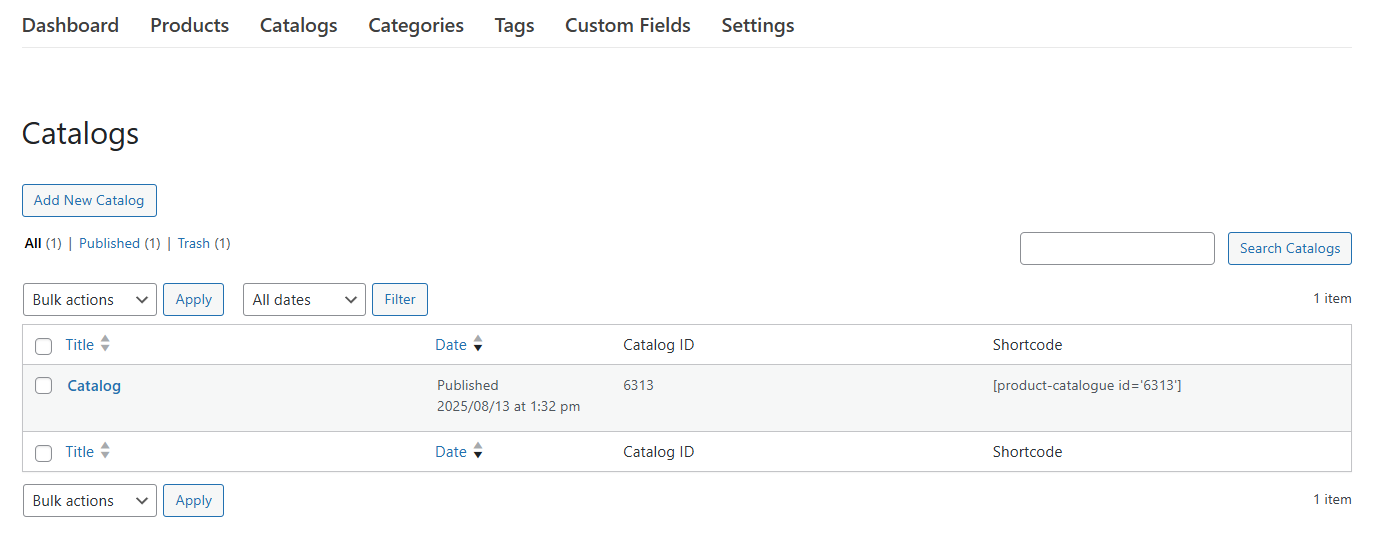 Dashboard Products Catalogs Categories Tags Custom Fields Settings
Catalogs
Add New Catalog
All (1) | Published (1) | Trash (1)
Search Catalogs
Bulk actions Apply All dates Filter 1 item
Title Date Catalog ID Shortcode
Catalog Published 6313 [product-catalogue id='6313']
2025/08/13 at 1:32 pm
Title Date Catalog ID Shortcode
Bulk actions Apply 1 item